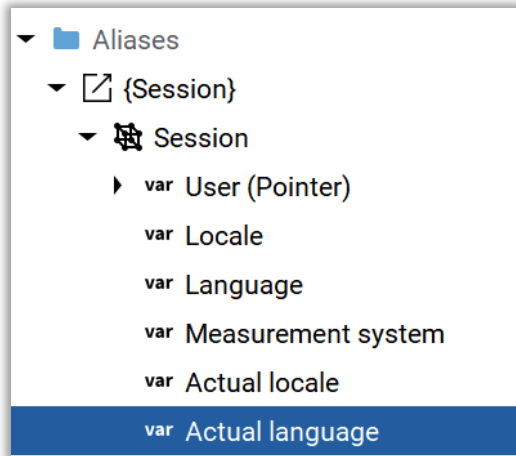 Aliases
{Session}
Session
var User (Pointer)
var Locale
var Language
var Measurement system
var Actual locale
var Actual language